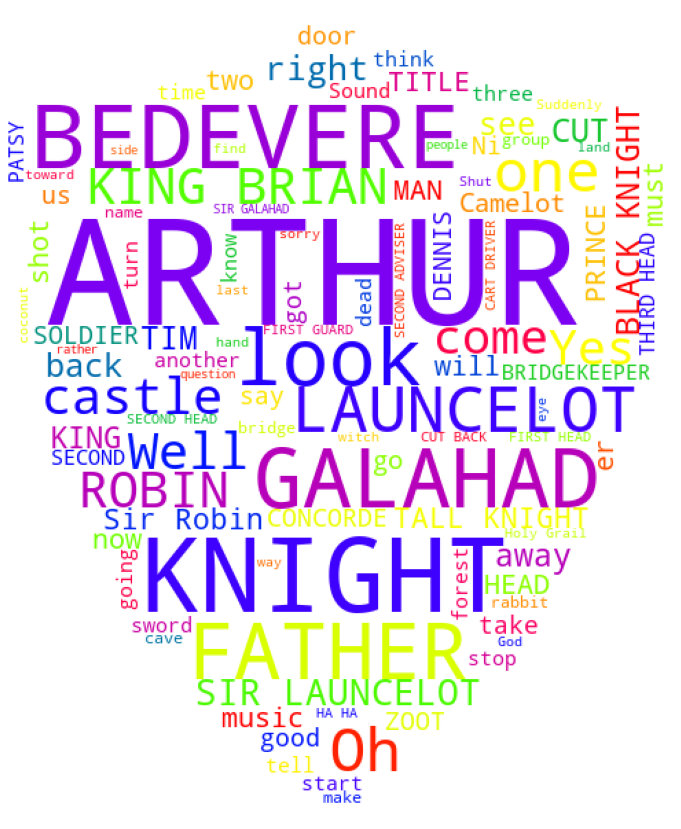 door
think
right
two
TITLE
Sound
time
three
Suddenly
PATSY
BEDEVERE
see
CUT
BLACK KNIGHT
side
find
people
Ni
group
land
toward
us
KING BRIAN
MAN
Shut
one
Camelot
must
name
SIR GALAHAD
shot
turn
know
sorry
ARTHUR
SECOND ADVISER
DENNIS
CART DRIVER
PRINCE
THIRD HEAD
coconut
last
got
dead
SOLDIER
TIM
FIRST GUARD
hand
look
come
Yes
rather
back
another
question
will
BRIDGEKEEPER
castle
say
LAUNCELOT
eye
SECOND HEAD
bridge
KING
Well
witch
CUT BACK
FIRST HEAD
er
SECOND
go
ROBIN
GALAHAD
Sir Robin
CONCORDE
TALL KNIGHT
now
Holy Grail
going
KNIGHT
way
forest
away
HEAD
rabbit
sword
cave
FATHER
take
God
stop
SIR LAUNCELOT
music
HA HA
ZOOT
good
Oh
tell
start
make